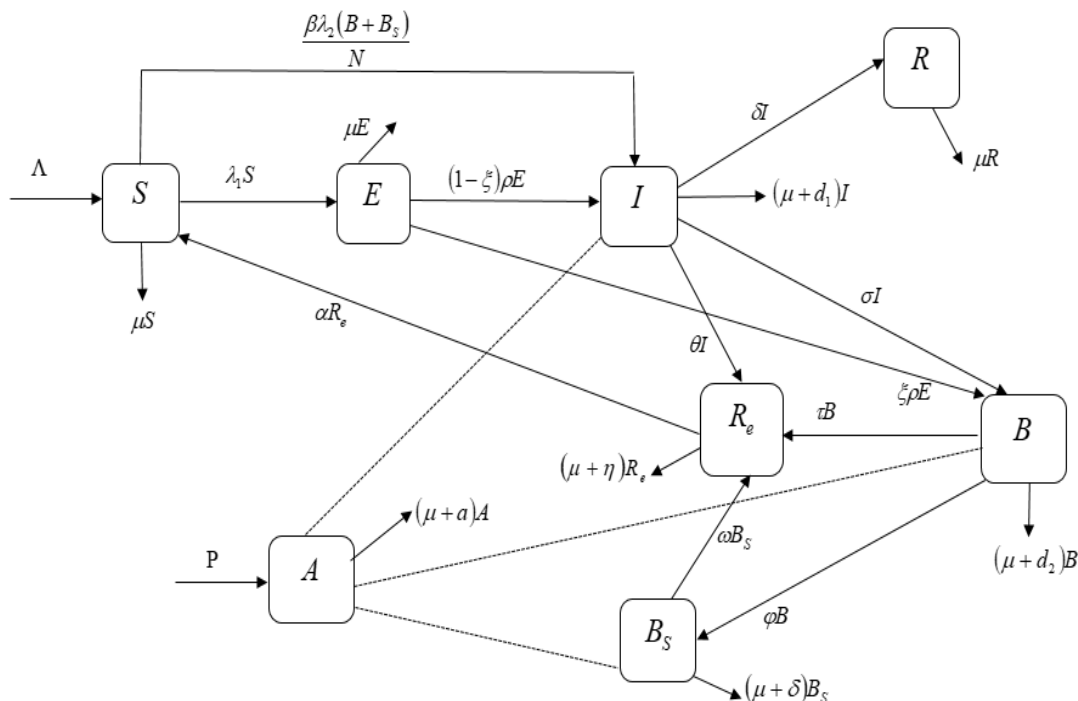 βλ₂(B + B_S)
N
R
δI
μE
μR
Λ
λ₁S
(1 − ξ)ρE
S
E
I
(μ + d₁)I
σI
μS
αR_e
θI
ξρE
R_e
τB
B
(μ + η)R_e
(μ + a)A
ωB_S
P
A
(μ + d₂)B
φB
B_S
(μ + δ)B_S